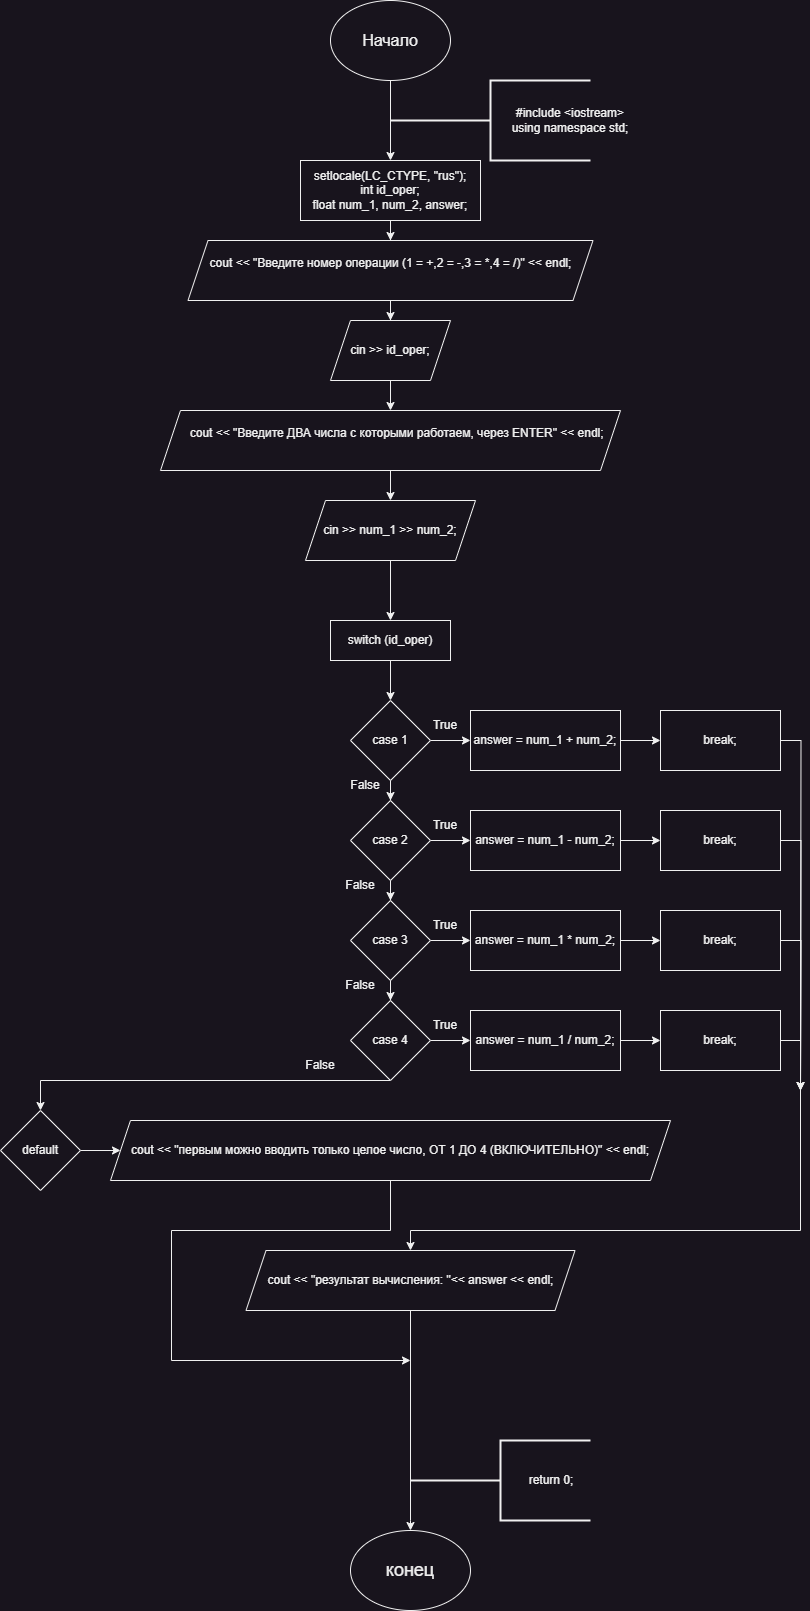 Начало
#include <iostream>
using namespace std;
setlocale(LC_CTYPE, "rus");
int id_oper;
float num_1, num_2, answer;
cout << "Введите номер операции (1 = +,2 = -,3 = *,4 = /)" << endl;
cin >> id_oper;
cout << "Введите ДВА числа с которыми работаем, через ENTER" << endl;
cin >> num_1 >> num_2;
switch (id_oper)
True
case 1
answer = num_1 + num_2;
break;
False
True
case 2
answer = num_1 - num_2;
break;
False
True
case 3
answer = num_1 * num_2;
break;
False
True
case 4
answer = num_1 / num_2;
break;
False
default
cout << "первым можно вводить только целое число, ОТ 1 ДО 4 (ВКЛЮЧИТЕЛЬНО)" << endl;
cout << "результат вычисления: "<< answer << endl;
return 0;
конец